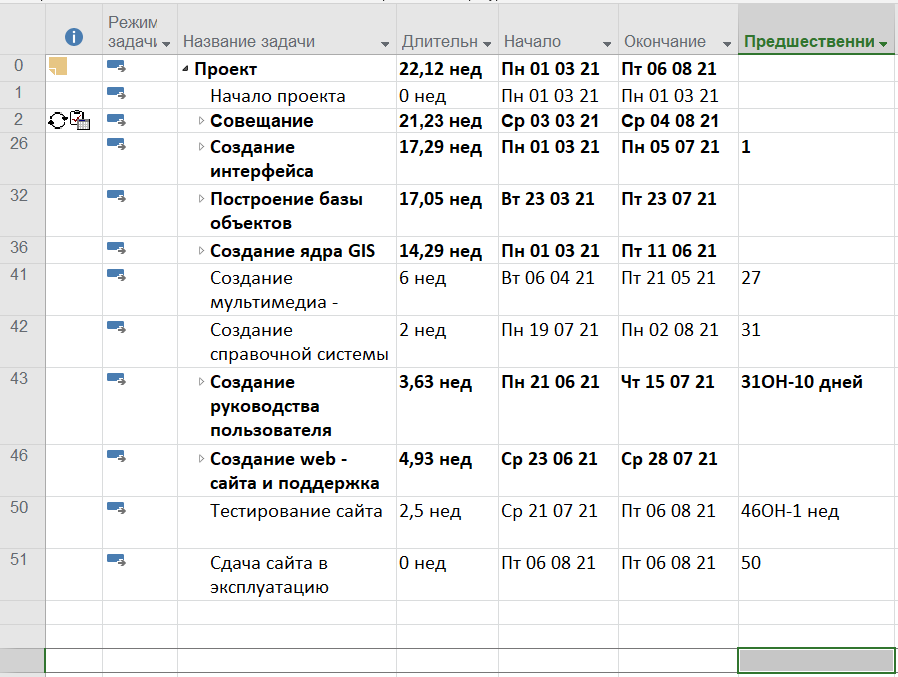 Режим задачи Название задачи Длительн Начало Окончание Предшественни
0 Проект 22,12 нед Пн 01 03 21 Пт 06 08 21
1 Начало проекта 0 нед Пн 01 03 21 Пн 01 03 21
2 Совещание 21,23 нед Ср 03 03 21 Ср 04 08 21
26 Создание 17,29 нед Пн 01 03 21 Пн 05 07 21 1
интерфейса
32 Построение базы 17,05 нед Вт 23 03 21 Пт 23 07 21
объектов
36 Создание ядра GIS 14,29 нед Пн 01 03 21 Пт 11 06 21
41 Создание 6 нед Вт 06 04 21 Пт 21 05 21 27
мультимедиа -
42 Создание 2 нед Пн 19 07 21 Пн 02 08 21 31
справочной системы
43 Создание 3,63 нед Пн 21 06 21 Чт 15 07 21 31ОН-10 дней
руководства
пользователя
46 Создание web - 4,93 нед Ср 23 06 21 Ср 28 07 21
сайта и поддержка
50 Тестирование сайта 2,5 нед Ср 21 07 21 Пт 06 08 21 46ОН-1 нед
51 Сдача сайта в 0 нед Пт 06 08 21 Пт 06 08 21 50
эксплуатацию